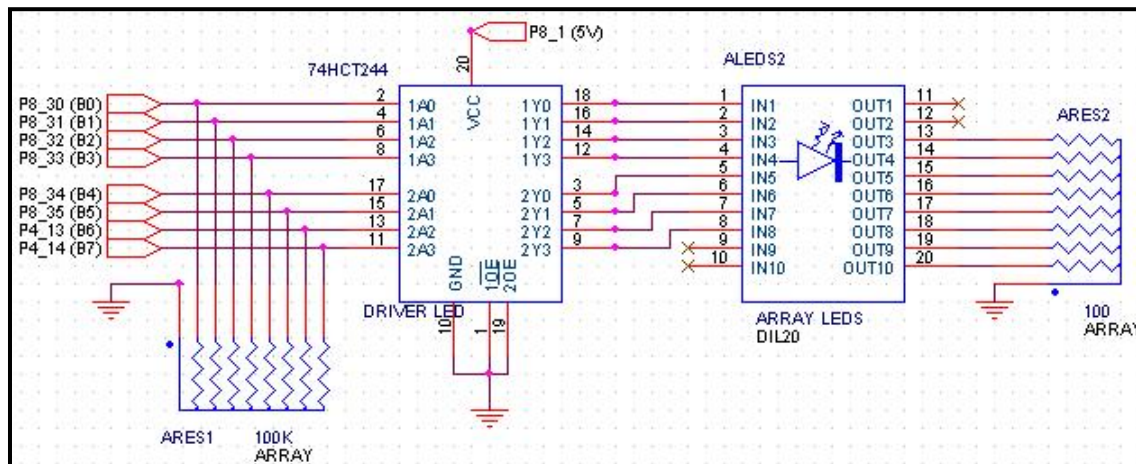 P8_1 (5V)
74HCT244
ALEDS2
20
VCC
P8_30 (B0) 2 1A0 1Y0 18 1 IN1 OUT1 11
P8_31 (B1) 4 1A1 1Y1 16 2 IN2 OUT2 12 ARES2
P8_32 (B2) 6 1A2 1Y2 14 3 IN3 OUT3 13
P8_33 (B3) 8 1A3 1Y3 12 4 IN4 OUT4 14
5 IN5 OUT5 15
P8_34 (B4) 17 2A0 2Y0 3 6 IN6 OUT6 16
P8_35 (B5) 15 2A1 2Y1 5 7 IN7 OUT7 17
P4_13 (B6) 13 2A2 2Y2 7 8 IN8 OUT8 18
P4_14 (B7) 11 2A3 2Y3 9 9 IN9 OUT9 19
10 IN10 OUT10 20
GND 1OE 2OE
DRIVER LED
10 1 19
ARRAY LEDS
DIL20
100
ARRAY
ARES1 100K
ARRAY